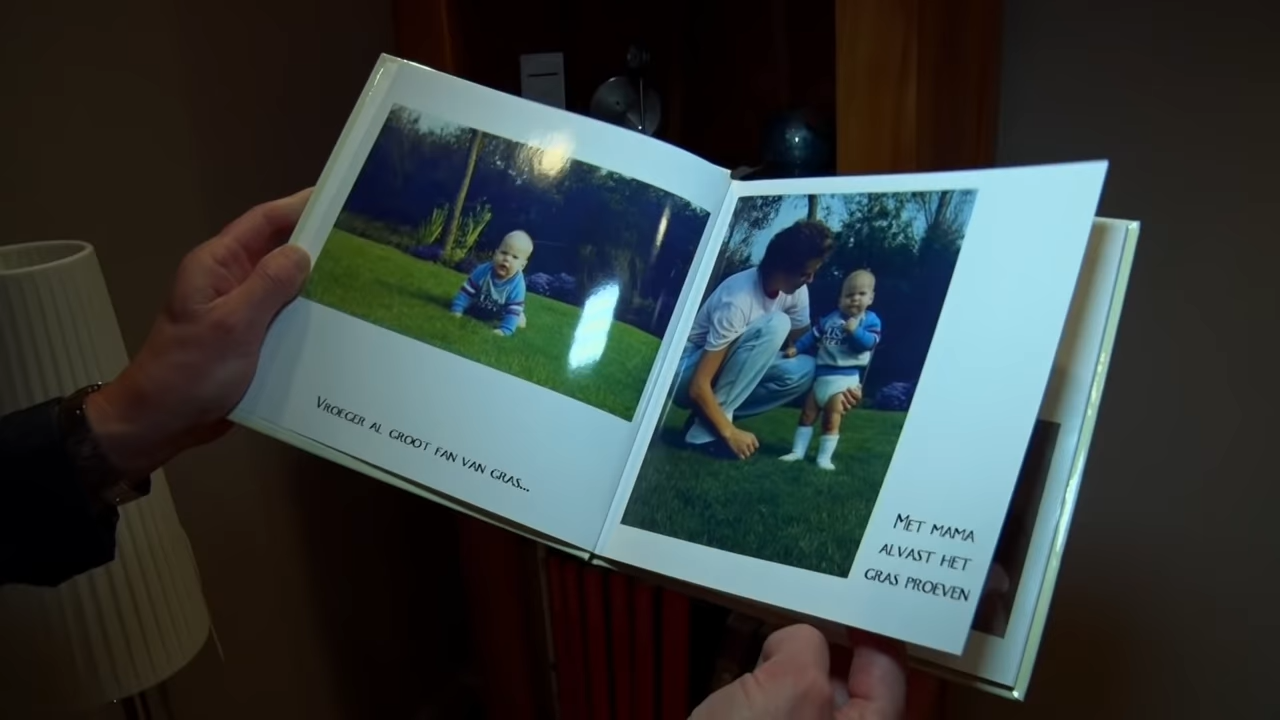 Vroeger al groot fan van gras...
Met mama
alvast het
gras proeven